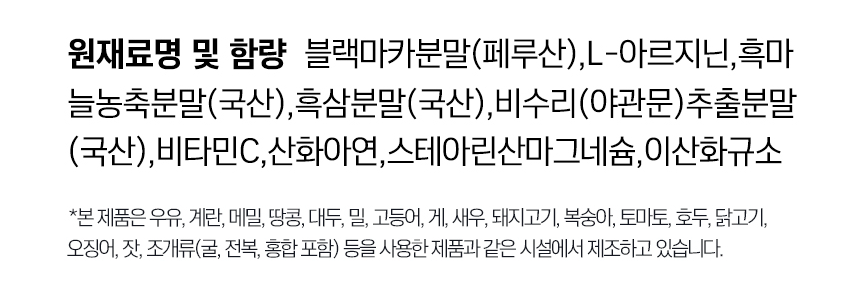 원재료명 및 함량 블랙마카분말(페루산),L-아르지닌,흑마
늘농축분말(국산),흑삼분말(국산),비수리(야관문)추출분말
(국산),비타민C,산화아연,스테아린산마그네슘,이산화규소
*본 제품은 우유, 계란, 메밀, 땅콩, 대두, 밀, 고등어, 게, 새우, 돼지고기, 복숭아, 토마토, 호두, 닭고기,
오징어, 잣, 조개류(굴, 전복, 홍합 포함) 등을 사용한 제품과 같은 시설에서 제조하고 있습니다.